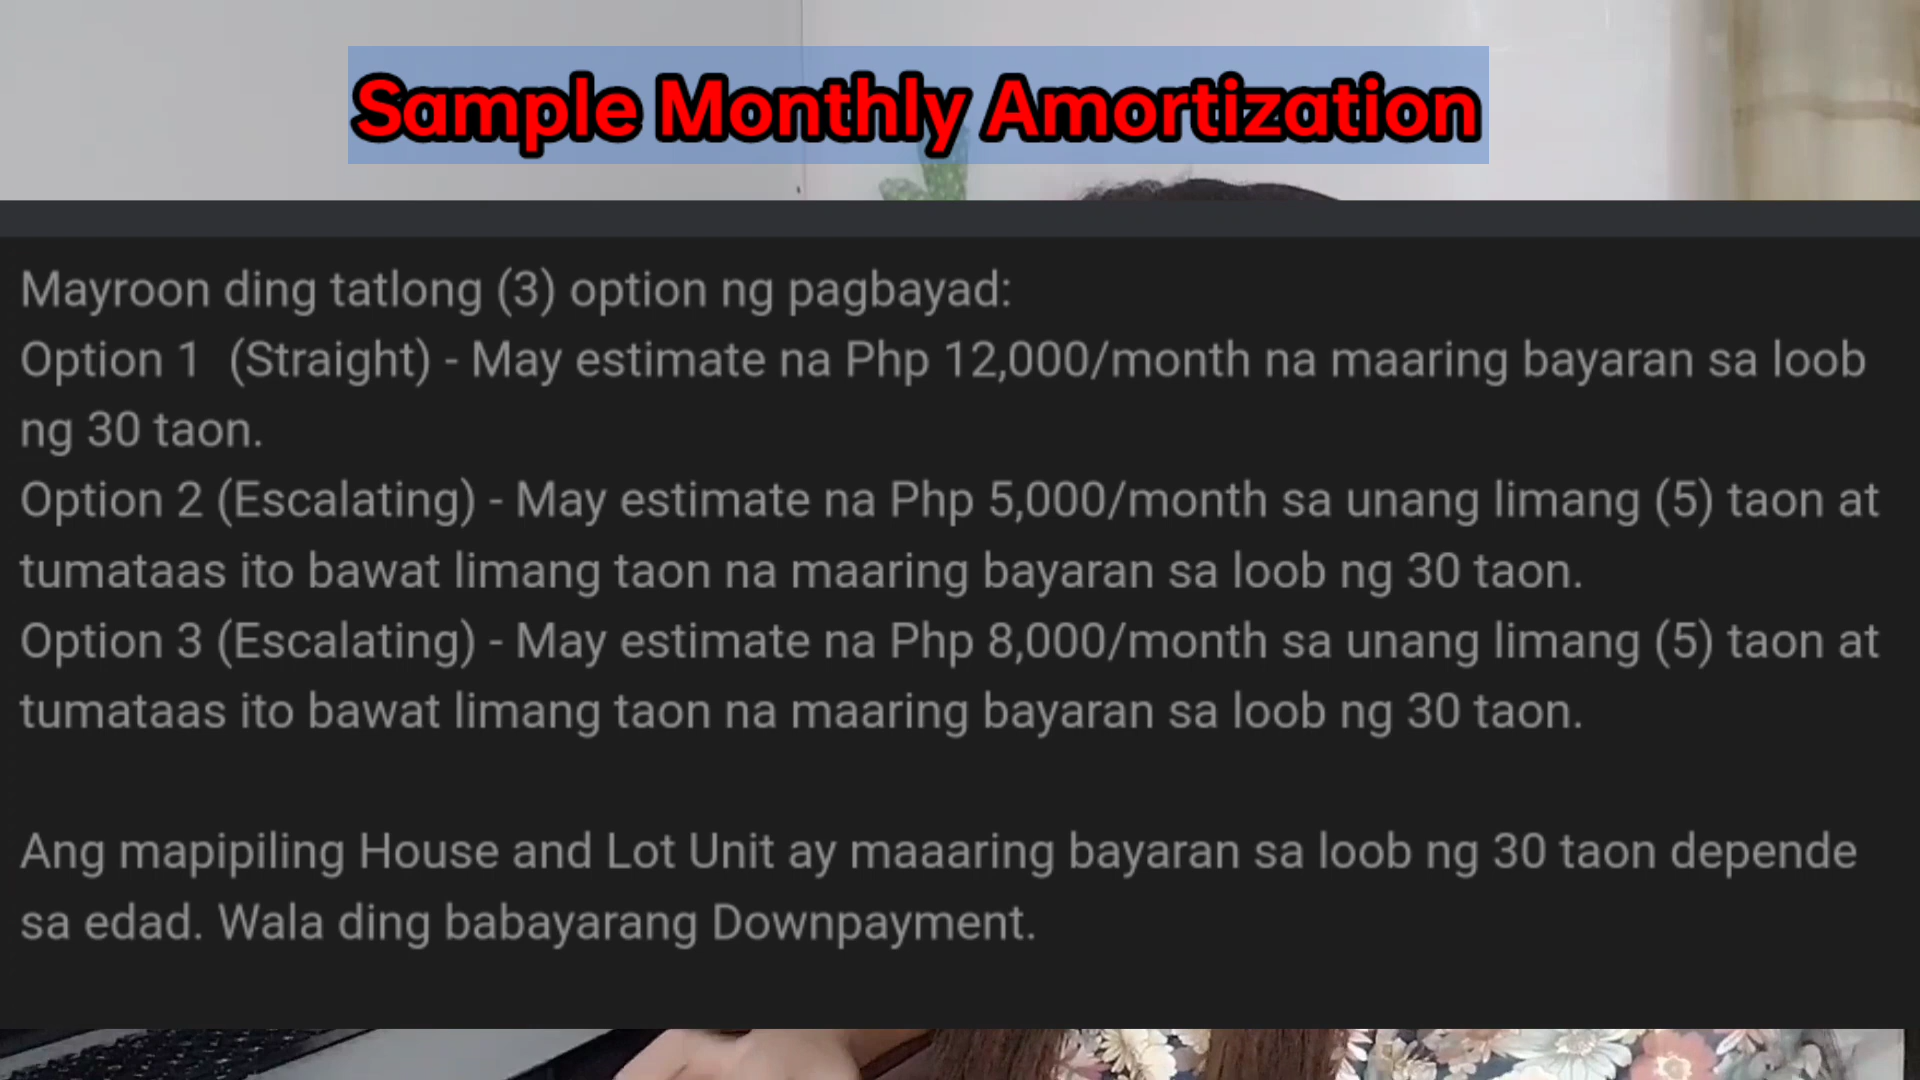 Sample Monthly Amortization
Mayroon ding tatlong (3) option ng pagbayad:
Option 1  (Straight) - May estimate na Php 12,000/month na maaring bayaran sa loob
ng 30 taon.
Option 2 (Escalating) - May estimate na Php 5,000/month sa unang limang (5) taon at
tumataas ito bawat limang taon na maaring bayaran sa loob ng 30 taon.
Option 3 (Escalating) - May estimate na Php 8,000/month sa unang limang (5) taon at
tumataas ito bawat limang taon na maaring bayaran sa loob ng 30 taon.
Ang mapipiling House and Lot Unit ay maaaring bayaran sa loob ng 30 taon depende
sa edad. Wala ding babayarang Downpayment.